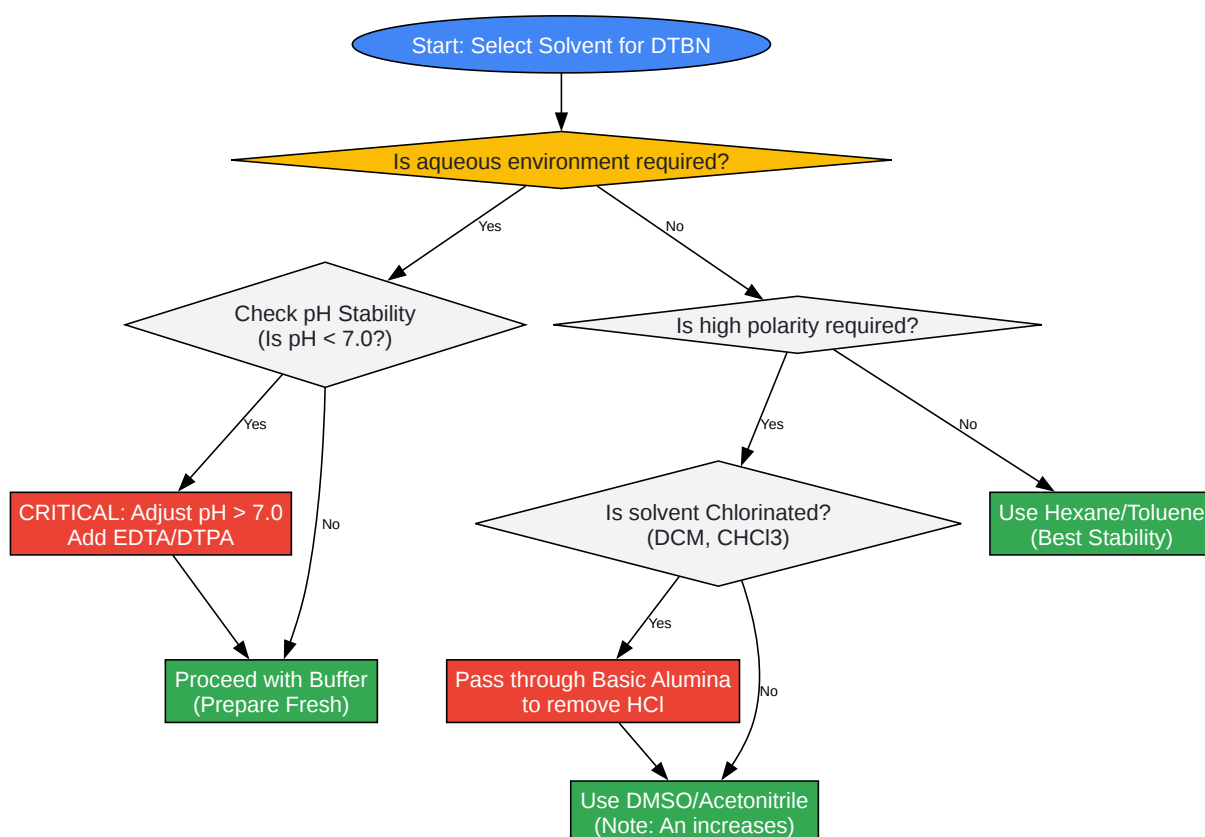 Start: Select Solvent for DTBN
Is aqueous environment required?
Yes
No
Check pH Stability
(Is pH < 7.0?)
Is high polarity required?
Yes
No
Yes
No
CRITICAL: Adjust pH > 7.0
Add EDTA/DTPA
Is solvent Chlorinated?
(DCM, CHCl3)
Use Hexane/Toluene
(Best Stability)
Yes
No
Proceed with Buffer
(Prepare Fresh)
Pass through Basic Alumina
to remove HCl
Use DMSO/Acetonitrile
(Note: An increases)